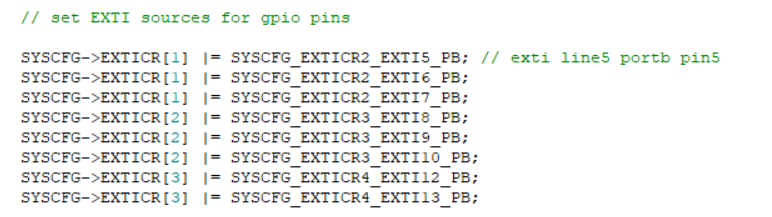 // set EXTI sources for gpio pins
SYSCFG->EXTICR[1] |= SYSCFG_EXTICR2_EXTI5_PB; // exti line5 portb pin5
SYSCFG->EXTICR[1] |= SYSCFG_EXTICR2_EXTI6_PB;
SYSCFG->EXTICR[1] |= SYSCFG_EXTICR2_EXTI7_PB;
SYSCFG->EXTICR[2] |= SYSCFG_EXTICR3_EXTI8_PB;
SYSCFG->EXTICR[2] |= SYSCFG_EXTICR3_EXTI9_PB;
SYSCFG->EXTICR[2] |= SYSCFG_EXTICR3_EXTI10_PB;
SYSCFG->EXTICR[3] |= SYSCFG_EXTICR4_EXTI12_PB;
SYSCFG->EXTICR[3] |= SYSCFG_EXTICR4_EXTI13_PB;